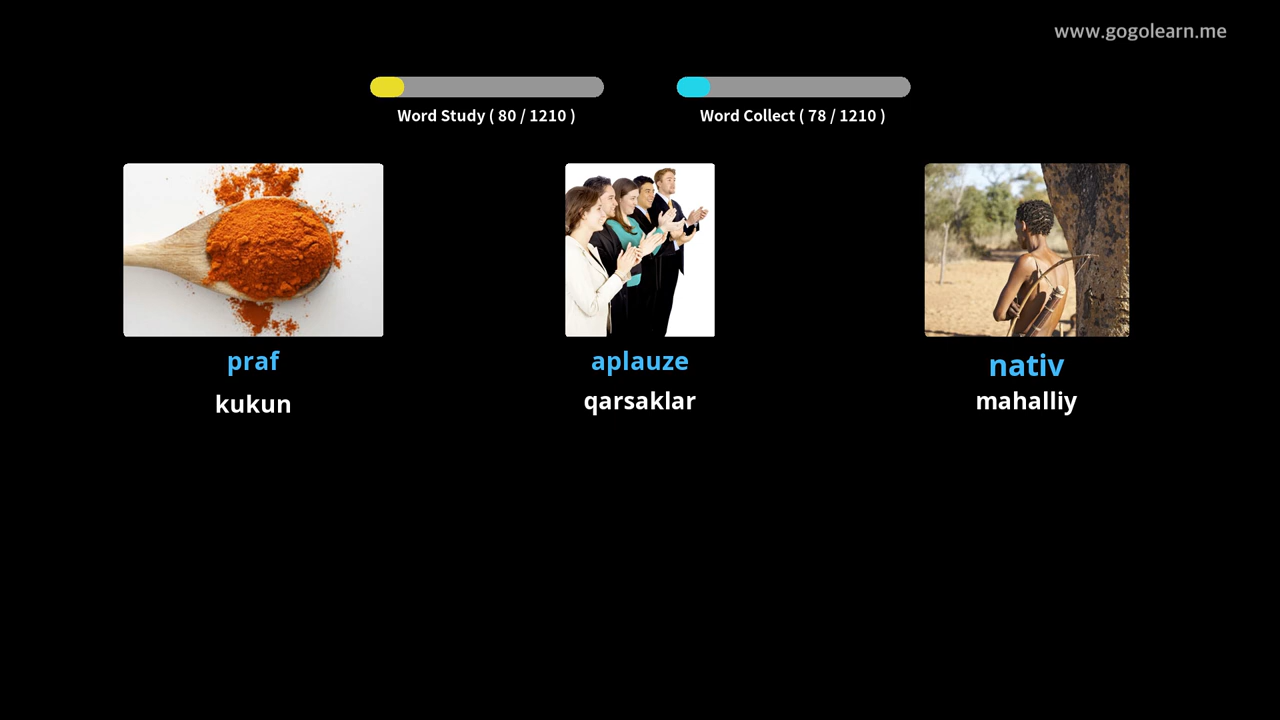 www.gogolearn.me
Word Study ( 80 / 1210 )
Word Collect ( 78 / 1210 )
praf
kukun
aplauze
qarsaklar
nativ
mahalliy